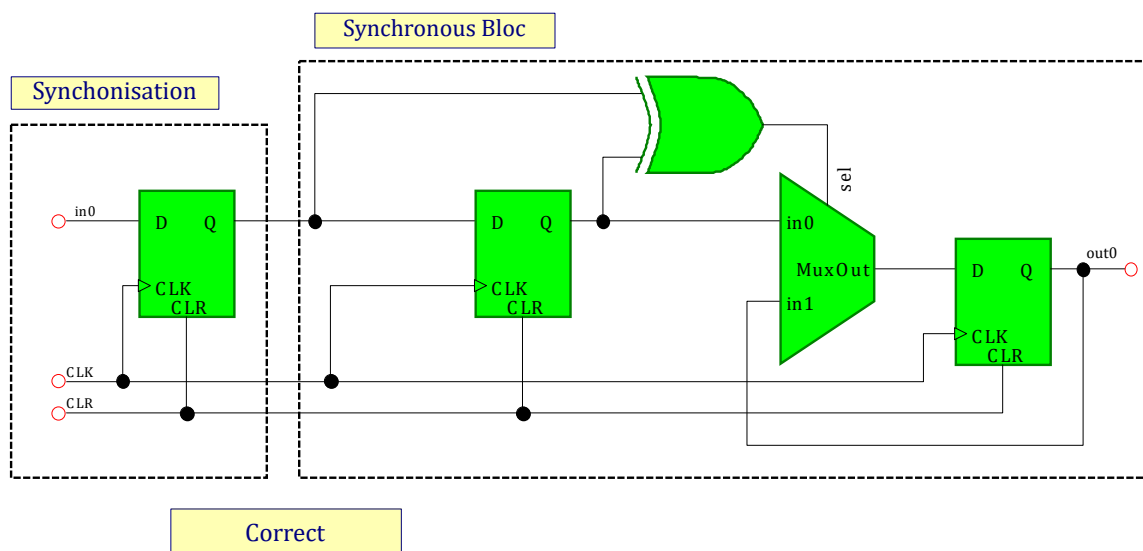 Synchronous Bloc
Synchonisation
sel
in0
D Q
CLK
CLR
D Q
CLK
CLR
in0
MuxOut
in1
D Q
CLK
CLR
out0
CLK
CLR
Correct